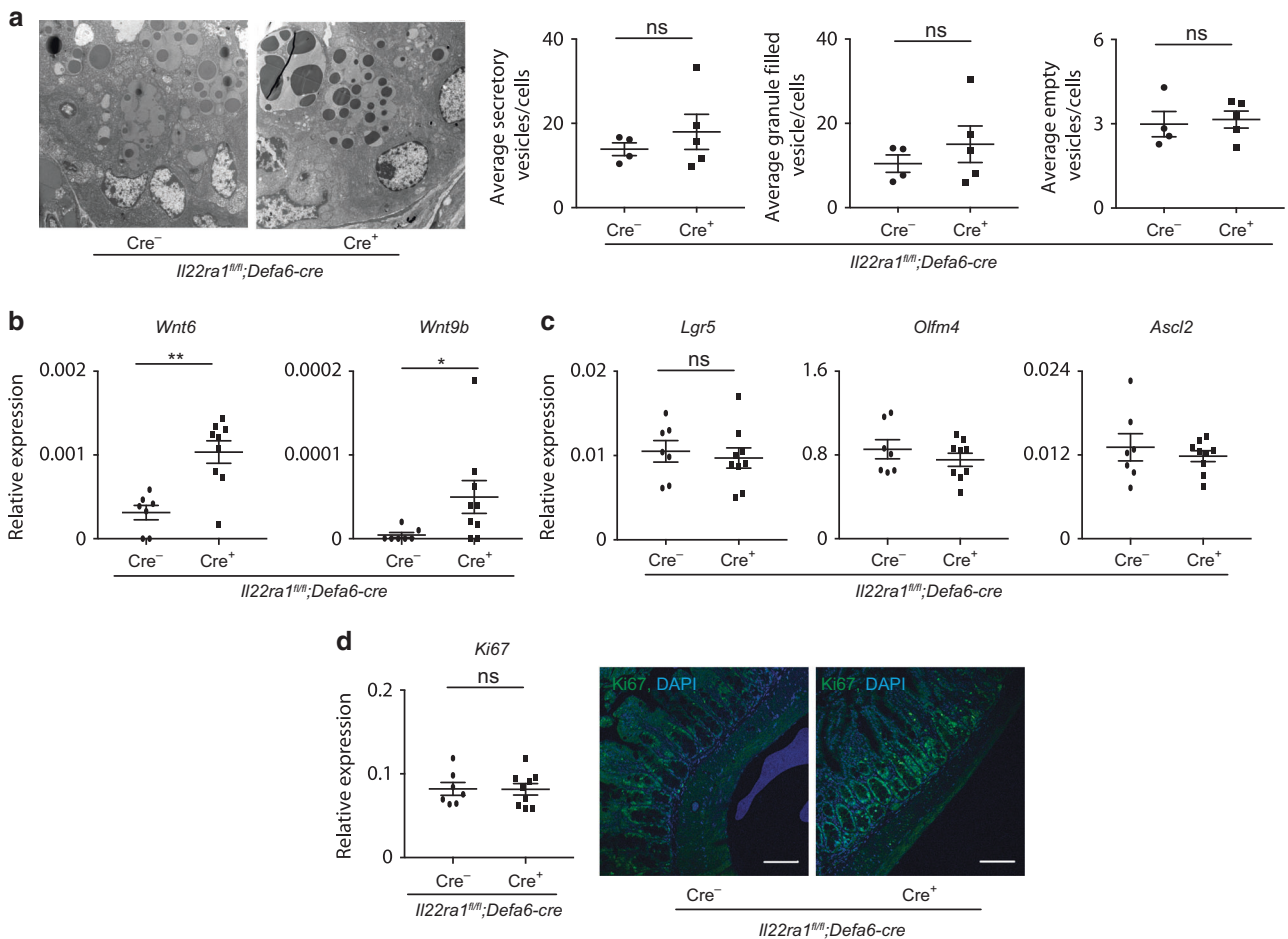 a
Cre−
Cre+
Il22ra1fl/fl;Defa6-cre
Average secretory
vesicles/cells
40
20
0
ns
Cre−
Cre+
Average granule filled
vesicle/cells
40
20
0
ns
Cre−
Cre+
Average empty
vesicles/cells
6
3
0
ns
Cre−
Cre+
Il22ra1fl/fl;Defa6-cre
b
Wnt6
Relative expression
0.002
0.001
0
**
Cre−
Cre+
Wnt9b
0.0002
0.0001
0
*
Cre−
Cre+
Il22ra1fl/fl;Defa6-cre
c
Lgr5
Relative expression
0.02
0.01
0
ns
Cre−
Cre+
Olfm4
1.6
0.8
0
Cre−
Cre+
Ascl2
0.024
0.012
0
Cre−
Cre+
Il22ra1fl/fl;Defa6-cre
d
Ki67
Relative expression
0.2
0.1
0
ns
Cre−
Cre+
Il22ra1fl/fl;Defa6-cre
Ki67, DAPI
Ki67, DAPI
Cre−
Cre+
Il22ra1fl/fl;Defa6-cre